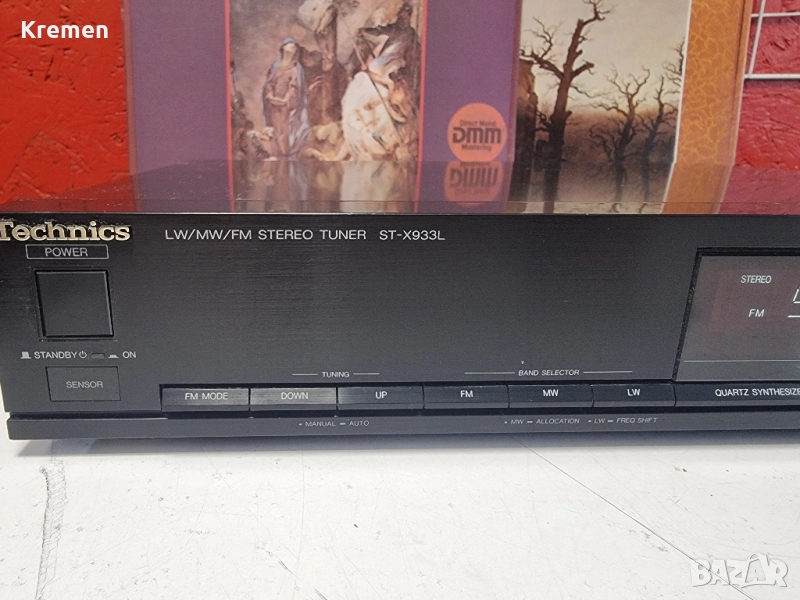 Kremen
Direct Metal
DMM
Mastering
Technics
LW/MW/FM STEREO TUNER ST-X933L
POWER
STEREO
FM
STANDBY ON
SENSOR
TUNING
BAND SELECTOR
FM MODE DOWN UP FM MW LW QUARTZ SYNTHESIZE
- MANUAL - AUTO
- MW - ALLOCATION - LW - FREQ SHIFT
BAZAR